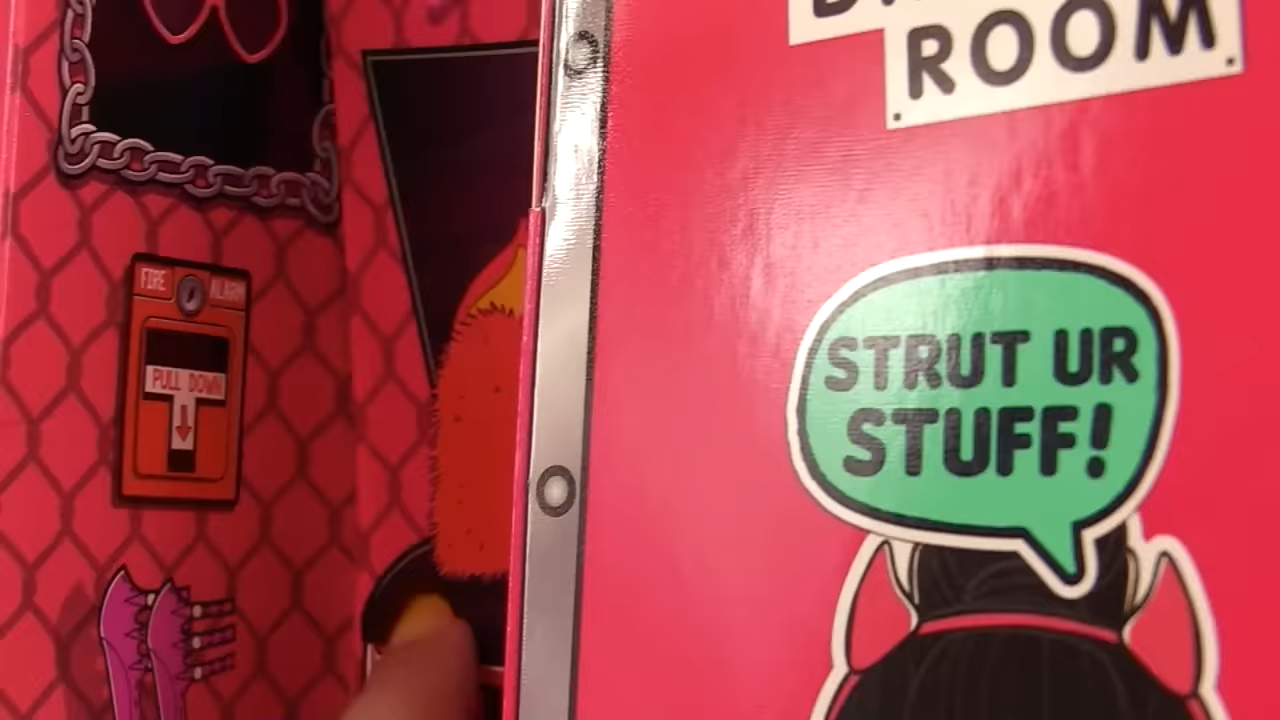 ROOM
FIRE ALARM
PULL DOWN
STRUT UR
STUFF!